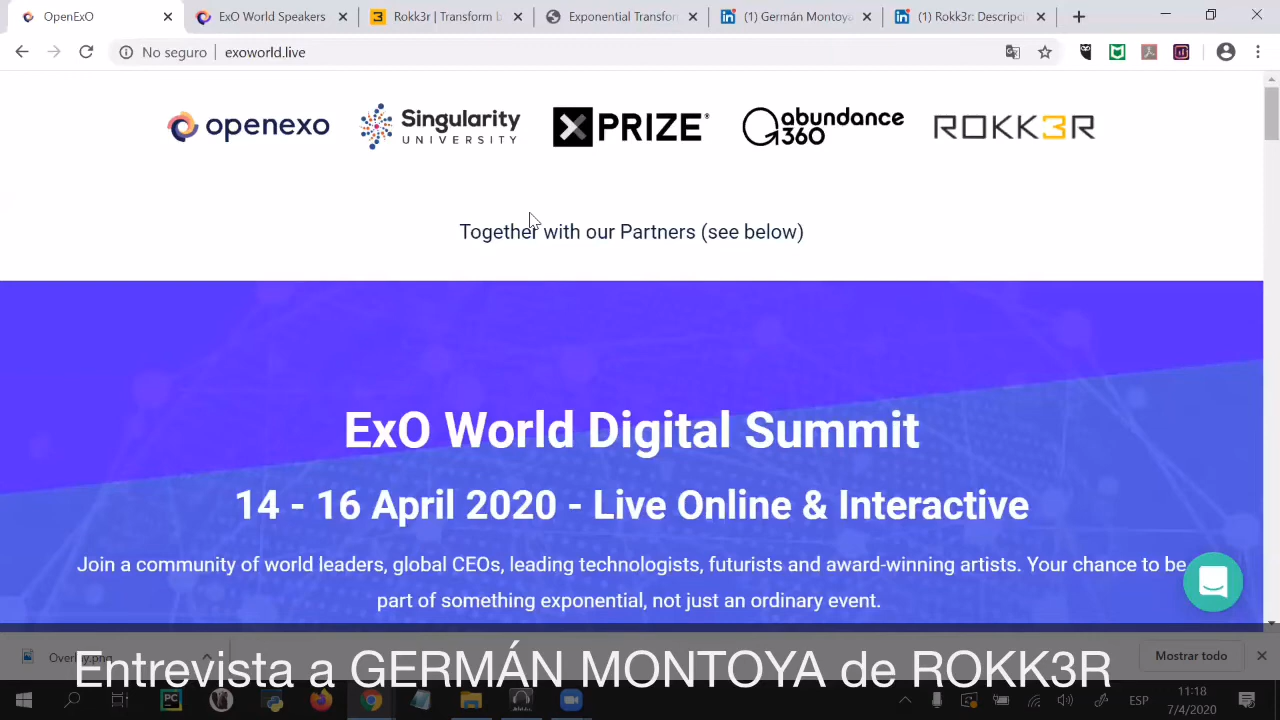 OpenExO
ExO World Speakers
Rokk3r | Transform b
Exponential Transfor
(1) Germán Montoy
(1) Rokk3r: Descripci
No seguro | exoworld.live
openexo
Singularity
UNIVERSITY
XPRIZE®
abundance
360
ROKK3R
Together with our Partners (see below)
ExO World Digital Summit
14 - 16 April 2020 - Live Online & Interactive
Join a community of world leaders, global CEOs, leading technologists, futurists and award-winning artists. Your chance to be
part of something exponential, not just an ordinary event.
Overlay.png
Mostrar todo
Entrevista a GERMÁN MONTOYA de ROKK3R
ESP
11:18
7/4/2020